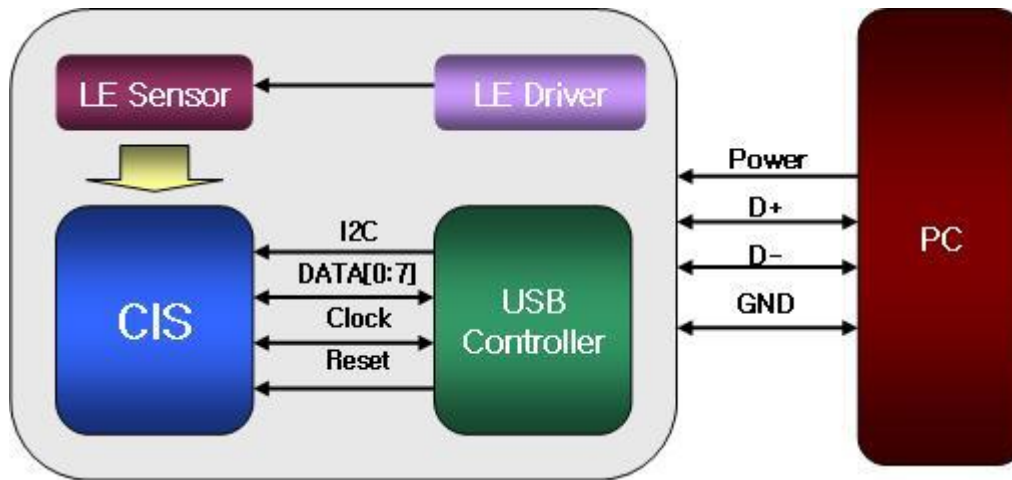 LE Sensor
LE Driver
Power
D+
I2C
D-
PC
DATA[0:7]
CIS
USB
Controller
GND
Clock
Reset